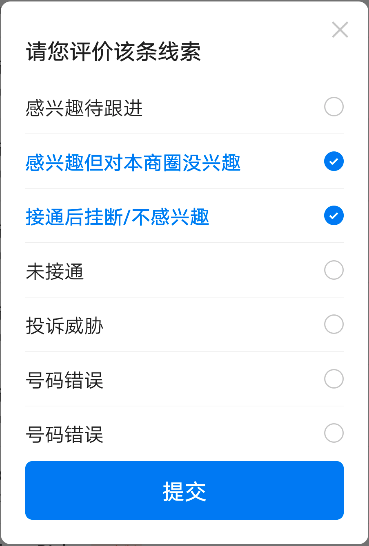 请您评价该条线索
感兴趣待跟进
感兴趣但对本商圈没兴趣
接通后挂断/不感兴趣
未接通
投诉威胁
号码错误
号码错误
提交